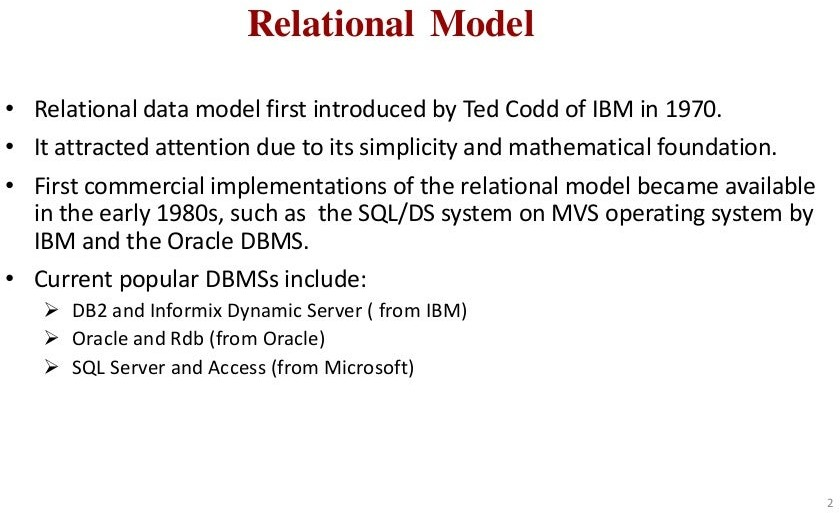 Relational Model
• Relational data model first introduced by Ted Codd of IBM in 1970.
• It attracted attention due to its simplicity and mathematical foundation.
• First commercial implementations of the relational model became available
in the early 1980s, such as  the SQL/DS system on MVS operating system by
IBM and the Oracle DBMS.
• Current popular DBMSs include:
➢ DB2 and Informix Dynamic Server ( from IBM)
➢ Oracle and Rdb (from Oracle)
➢ SQL Server and Access (from Microsoft)
2